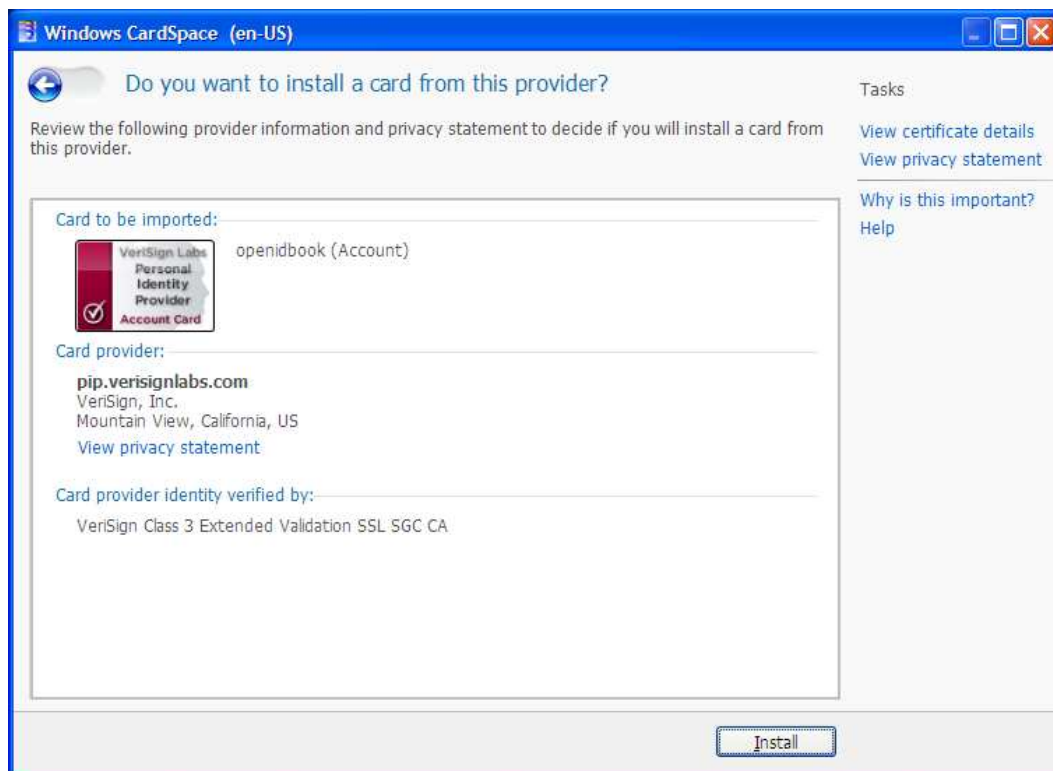 Windows CardSpace (en-US)
Do you want to install a card from this provider?
Review the following provider information and privacy statement to decide if you will install a card from
this provider.
Card to be imported:
VeriSign Labs
Personal
Identity
Provider
Account Card
openidbook (Account)
Card provider:
pip.verisignlabs.com
VeriSign, Inc.
Mountain View, California, US
View privacy statement
Card provider identity verified by:
VeriSign Class 3 Extended Validation SSL SGC CA
Tasks
View certificate details
View privacy statement
Why is this important?
Help
Install